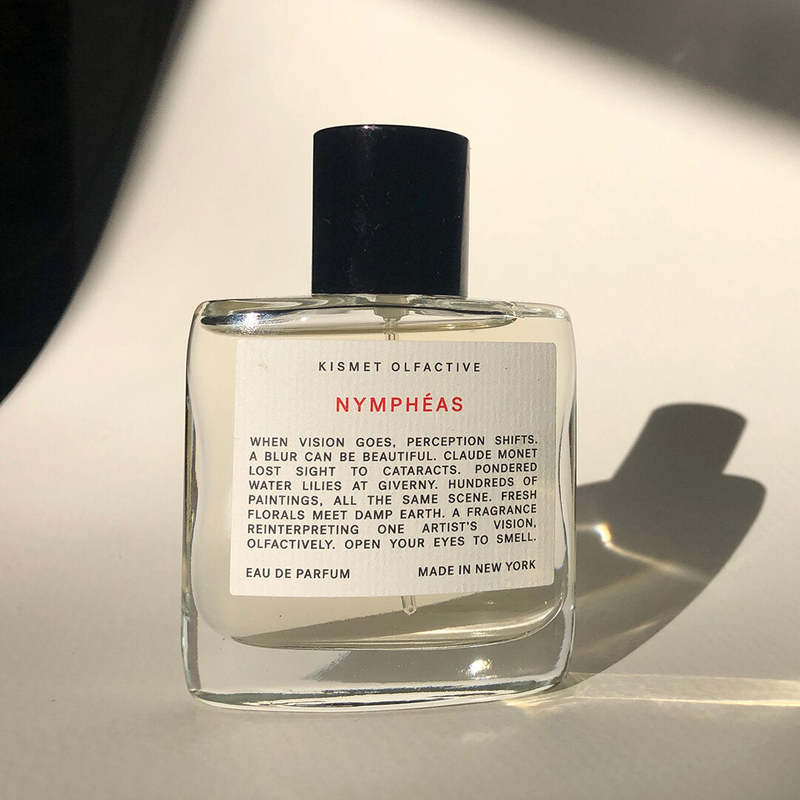 KISMET OLFACTIVE
NYMPHÉAS
WHEN VISION GOES, PERCEPTION SHIFTS.
A BLUR CAN BE BEAUTIFUL. CLAUDE MONET
LOST SIGHT TO CATARACTS. PONDERED
WATER LILIES AT GIVERNY. HUNDREDS OF
PAINTINGS, ALL THE SAME SCENE. FRESH
FLORALS MEET DAMP EARTH. A FRAGRANCE
REINTERPRETING ONE ARTIST'S VISION,
OLFACTIVELY. OPEN YOUR EYES TO SMELL.
EAU DE PARFUM MADE IN NEW YORK